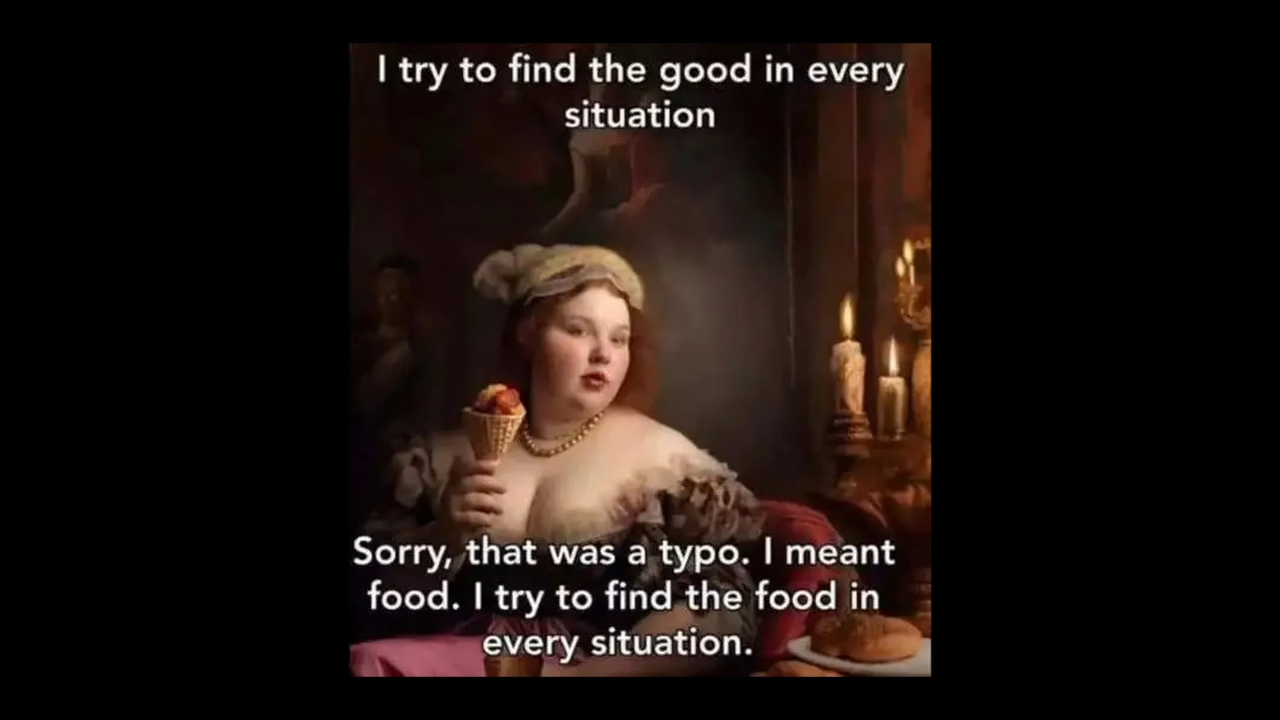 I try to find the good in every
situation
Sorry, that was a typo. I meant
food. I try to find the food in
every situation.